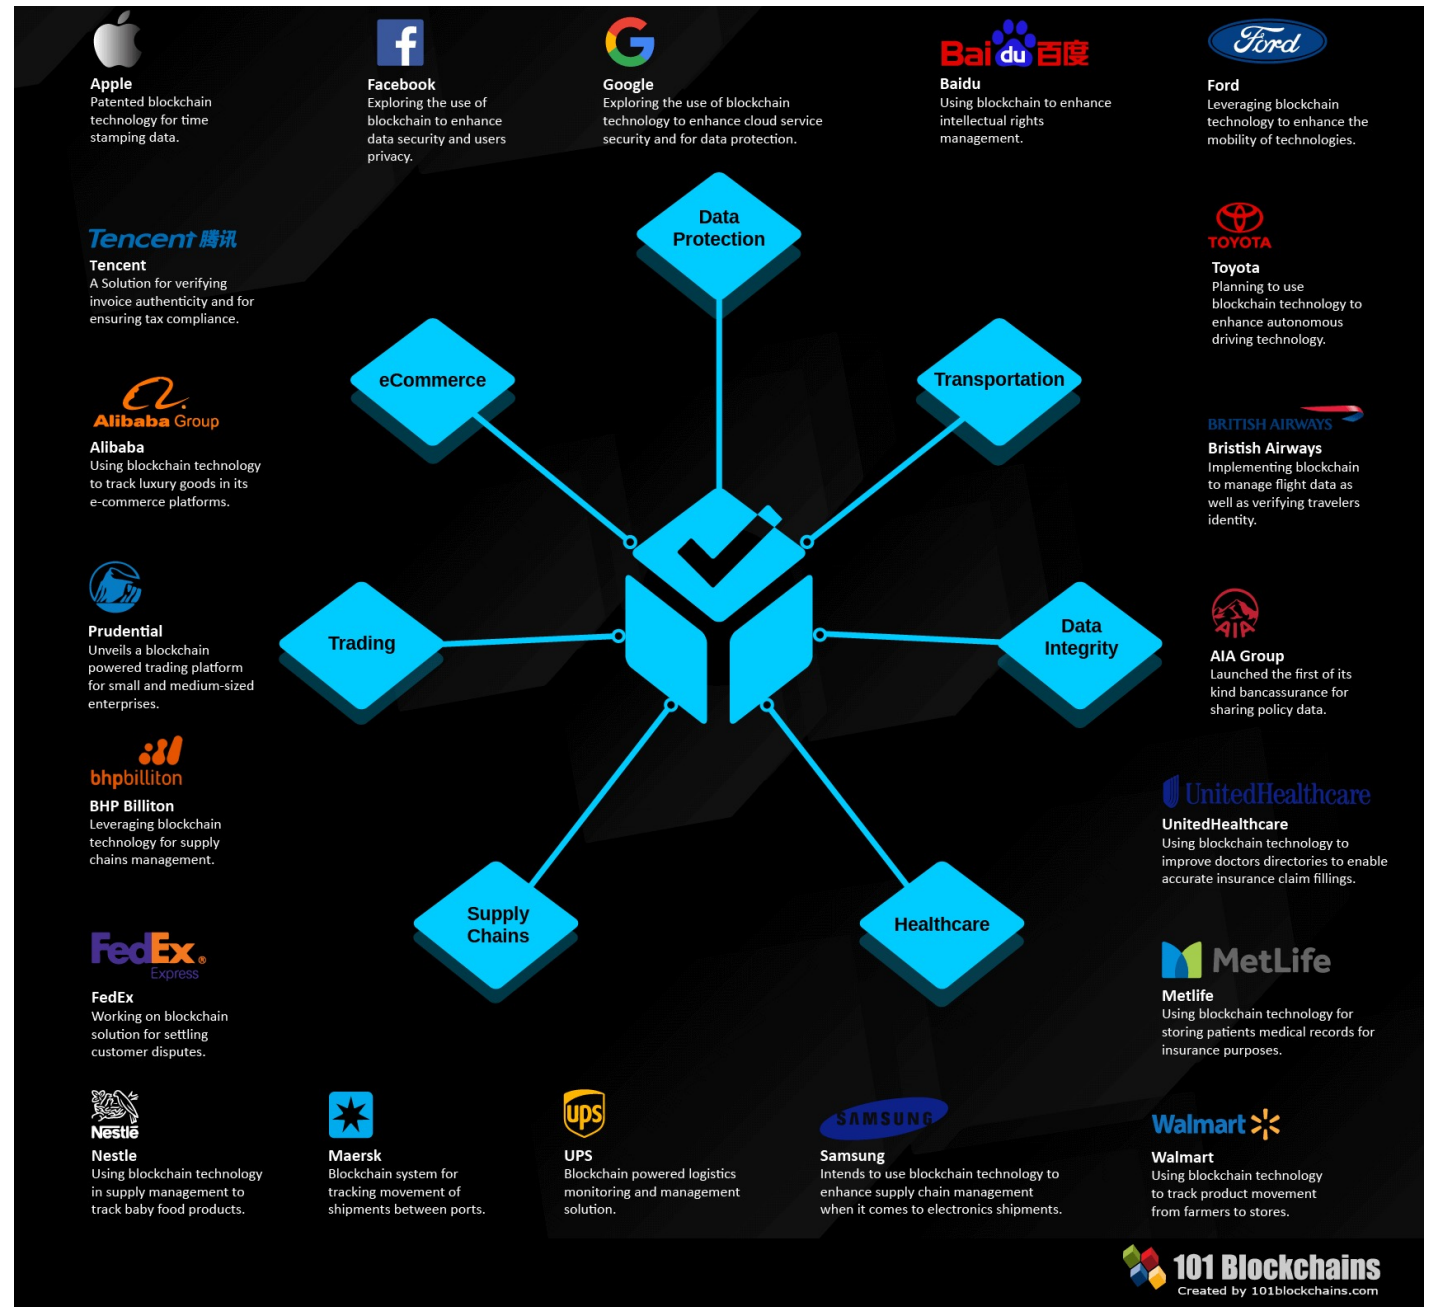 Apple
Patented blockchain
technology for time
stamping data.
Facebook
Exploring the use of
blockchain to enhance
data security and users
privacy.
Google
Exploring the use of blockchain
technology to enhance cloud service
security and for data protection.
Bai du 百度
Baidu
Using blockchain to enhance
intellectual rights
management.
Ford
Ford
Leveraging blockchain
technology to enhance the
mobility of technologies.
Tencent 腾讯
Tencent
A Solution for verifying
invoice authenticity and for
ensuring tax compliance.
Data
Protection
TOYOTA
Toyota
Planning to use
blockchain technology to
enhance autonomous
driving technology.
eCommerce
Transportation
Alibaba Group
Alibaba
Using blockchain technology
to track luxury goods in its
e-commerce platforms.
BRITISH AIRWAYS
Bristish Airways
Implementing blockchain
to manage flight data as
well as verifying travelers
identity.
Prudential
Unveils a blockchain
powered trading platform
for small and medium-sized
enterprises.
Trading
Data
Integrity
AIA
AIA Group
Launched the first of its
kind bancassurance for
sharing policy data.
bhpbilliton
BHP Billiton
Leveraging blockchain
technology for supply
chains management.
UnitedHealthcare
UnitedHealthcare
Using blockchain technology to
improve doctors directories to enable
accurate insurance claim fillings.
Supply
Chains
Healthcare
FedEx®
Express
FedEx
Working on blockchain
solution for settling
customer disputes.
MetLife
Metlife
Using blockchain technology for
storing patients medical records for
insurance purposes.
Nestlé
Nestle
Using blockchain technology
in supply management to
track baby food products.
Maersk
Blockchain system for
tracking movement of
shipments between ports.
ups
UPS
Blockchain powered logistics
monitoring and management
solution.
SAMSUNG
Samsung
Intends to use blockchain technology to
enhance supply chain management
when it comes to electronics shipments.
Walmart
Walmart
Using blockchain technology
to track product movement
from farmers to stores.
101 Blockchains
Created by 101blockchains.com